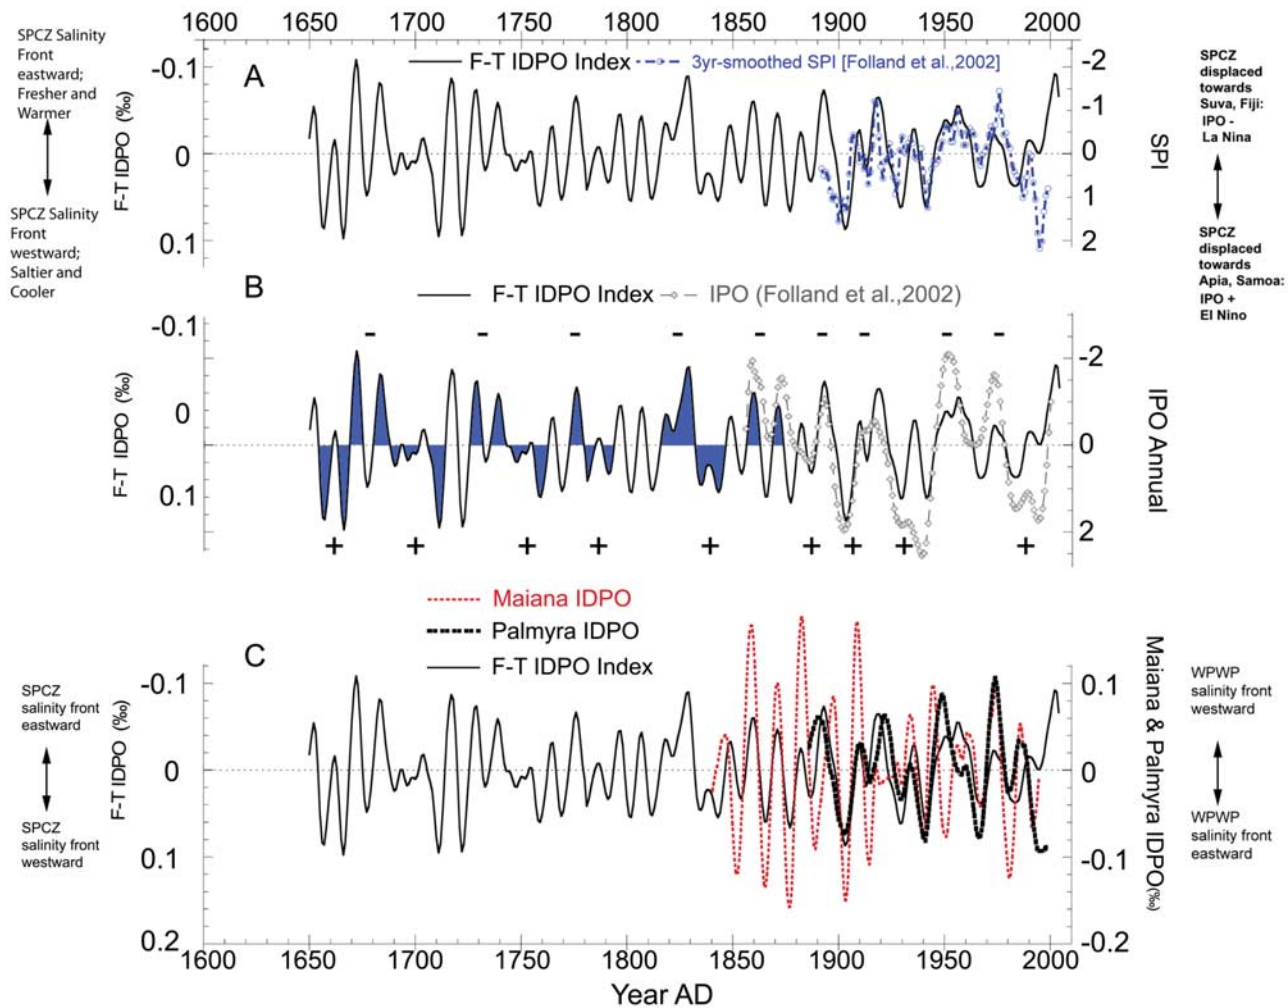 1600 1650 1700 1750 1800 1850 1900 1950 2000
SPCZ Salinity
Front
eastward;
Fresher and
Warmer
SPCZ Salinity
Front
westward;
Saltier and
Cooler
F-T IDPO (‰)
-0.1
0
0.1
A
F-T IDPO Index
3yr-smoothed SPI [Folland et al.,2002]
-2
-1
0
1
2
SPI
SPCZ
displaced
towards
Suva, Fiji:
IPO -
La Nina
SPCZ
displaced
towards
Apia, Samoa:
IPO +
El Nino
B
F-T IDPO Index
IPO (Folland et al.,2002)
F-T IDPO (‰)
-0.1
0
0.1
- - - - - - - - -
+ + + + + + + + +
-2
0
2
IPO Annual
Maiana IDPO
Palmyra IDPO
F-T IDPO Index
C
SPCZ
salinity front
eastward
SPCZ
salinity front
westward
F-T IDPO (‰)
-0.1
0
0.1
0.2
0.1
0
-0.1
-0.2
Maiana & Palmyra IDPO(‰)
WPWP
salinity front
westward
WPWP
salinity front
eastward
1600 1650 1700 1750 1800 1850 1900 1950 2000
Year AD